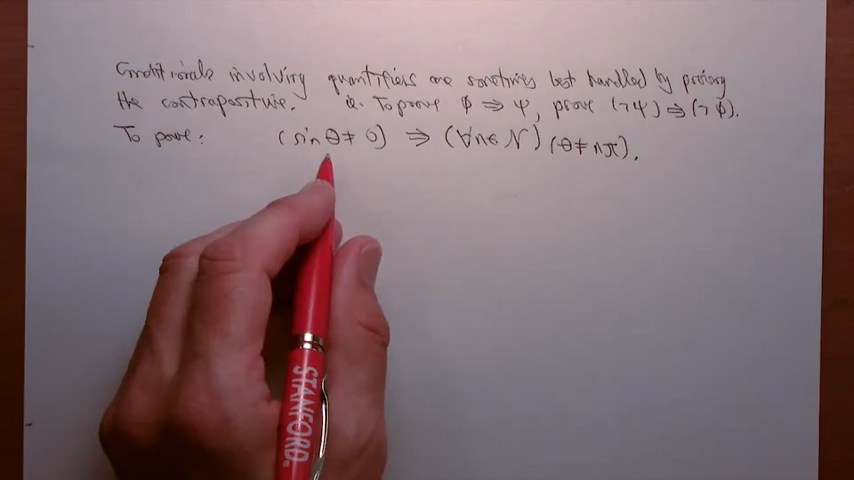 Conditionals involving quantifiers are sometimes best handled by proving
the contrapositive. i.e. To prove ϕ ⇒ ψ, prove (¬ψ) ⇒ (¬ϕ).
To prove: (sin θ ≠ 0) ⇒ (∀n ∈ N) (θ ≠ nπ).
STANFORD